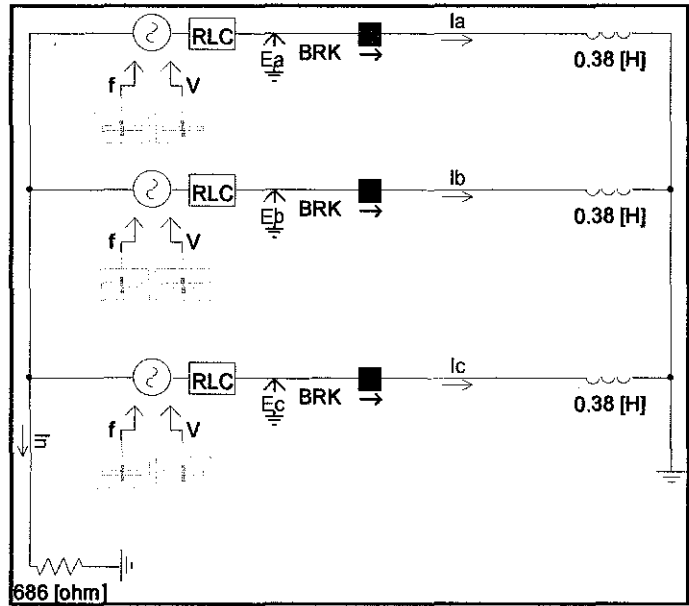 RLC
Ia
Ea
BRK
0.38 [H]
f
V
RLC
Ib
Eb
BRK
0.38 [H]
f
V
RLC
Ic
Ec
BRK
0.38 [H]
f
V
In
686 [ohm]